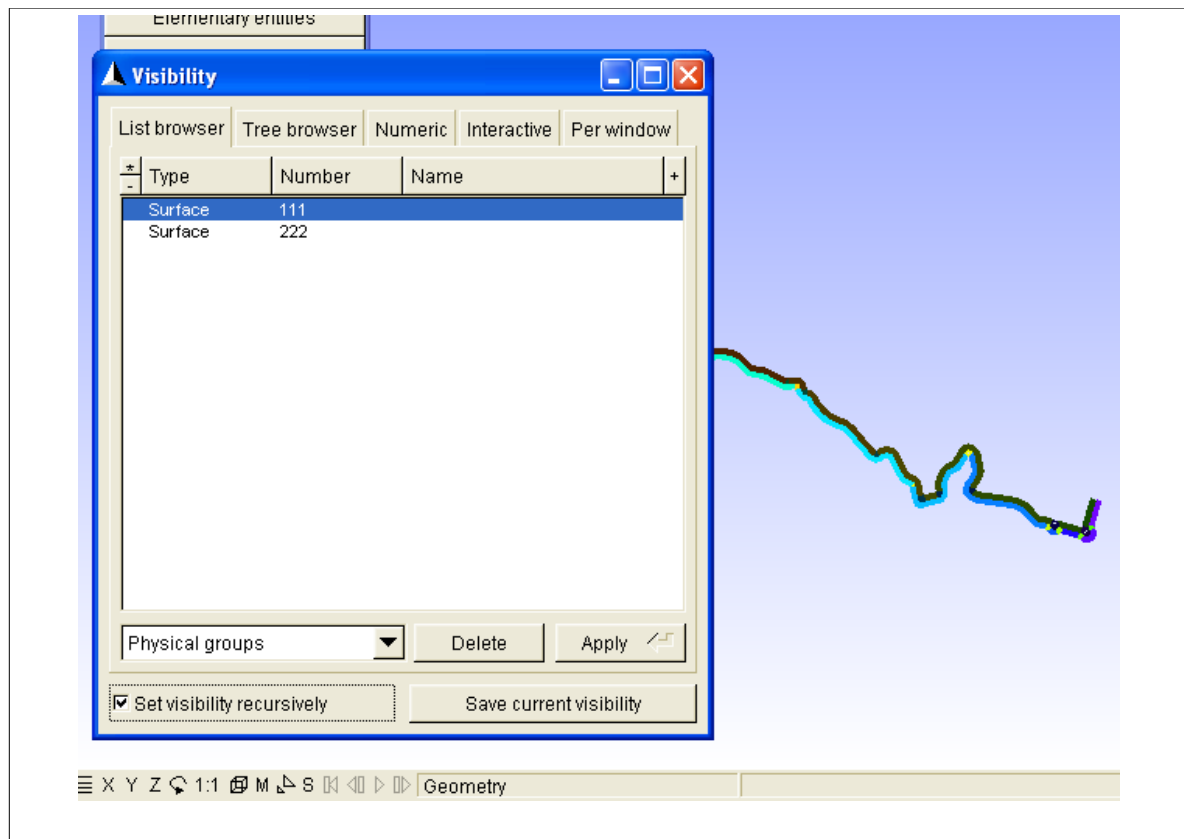 Elementary entities
Visibility
List browser Tree browser Numeric Interactive Per window
* - Type Number Name +
Surface 111
Surface 222
Physical groups Delete Apply
Set visibility recursively Save current visibility
X Y Z 1:1 M S Geometry